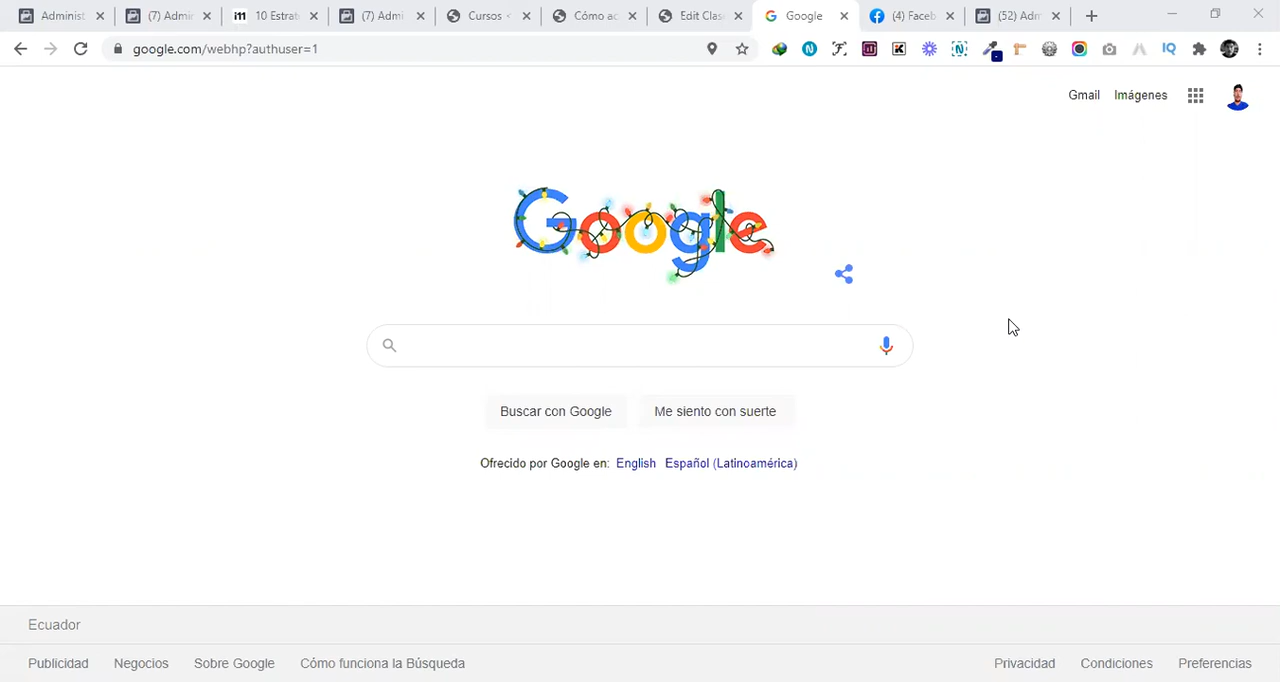 Administ
(7) Admir
i11 10 Estrat
(7) Admi
Cursos <
Cómo ac
Edit Clas
Google
(4) Faceb
(52) Adm
google.com/webhp?authuser=1
IQ
Gmail Imágenes
Google
Buscar con Google Me siento con suerte
Ofrecido por Google en: English Español (Latinoamérica)
Ecuador
Publicidad Negocios Sobre Google Cómo funciona la Búsqueda Privacidad Condiciones Preferencias